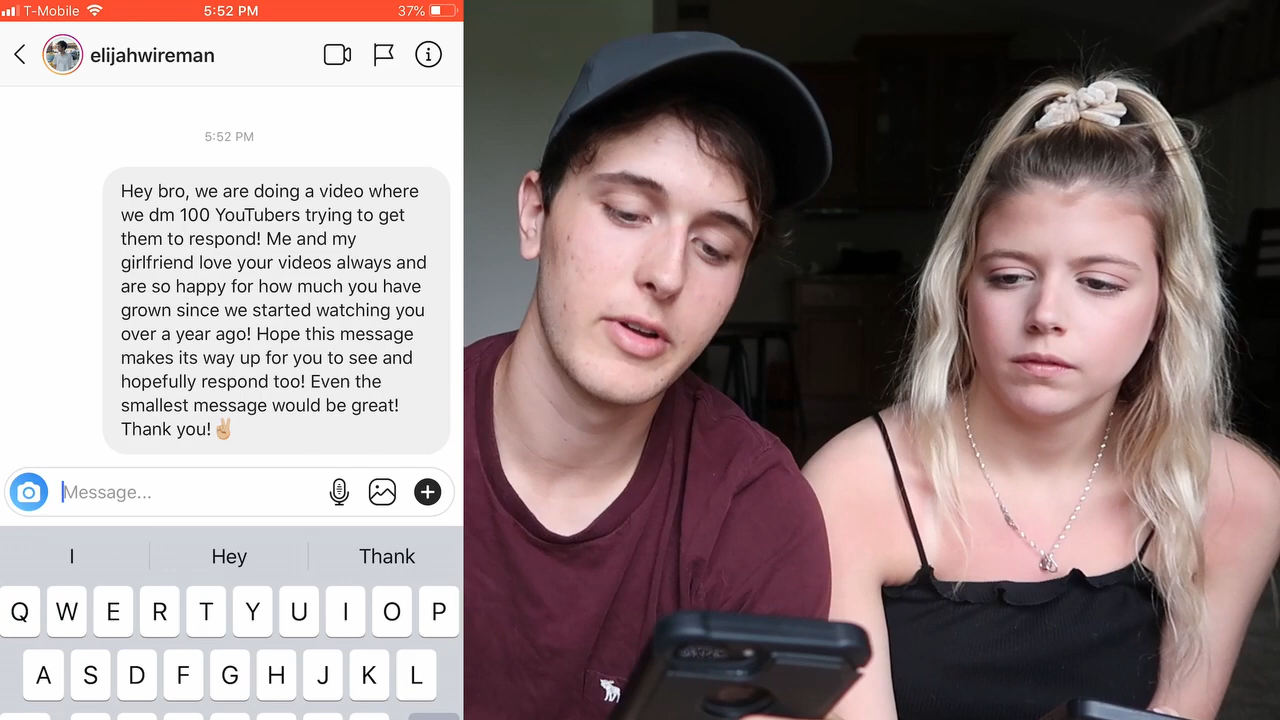 T-Mobile 5:52 PM 37%
elijahwireman
5:52 PM
Hey bro, we are doing a video where
we dm 100 YouTubers trying to get
them to respond! Me and my
girlfriend love your videos always and
are so happy for how much you have
grown since we started watching you
over a year ago! Hope this message
makes its way up for you to see and
hopefully respond too! Even the
smallest message would be great!
Thank you!✌🏼
Message...
I Hey Thank
Q W E R T Y U I O P
A S D F G H J K L